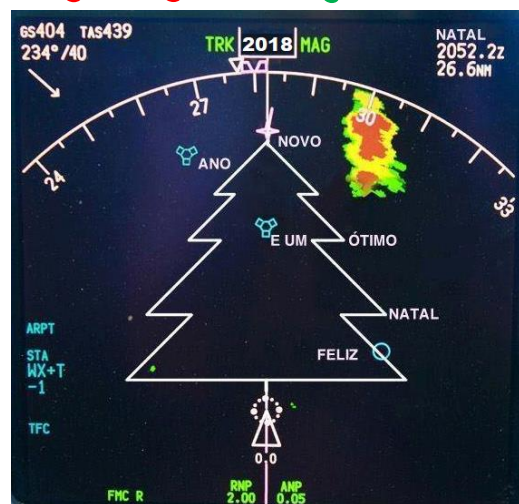 GS404 TAS439
234°/40
TRK 2018 MAG
NATAL
2052.2Z
26.6NM
24
27
30
33
NOVO
ANO
E UM
ÓTIMO
NATAL
FELIZ
ARPT
STA
WX+T
-1
TFC
0.0
FMC R
RNP
2.00
ANP
0.05